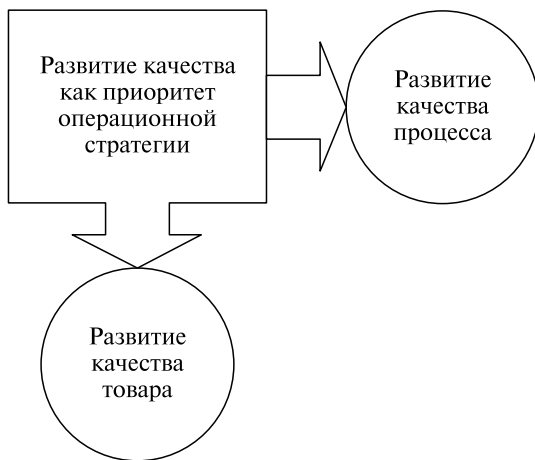 Развитие качества
как приоритет
операционной
стратегии
Развитие
качества
процесса
Развитие
качества
товара